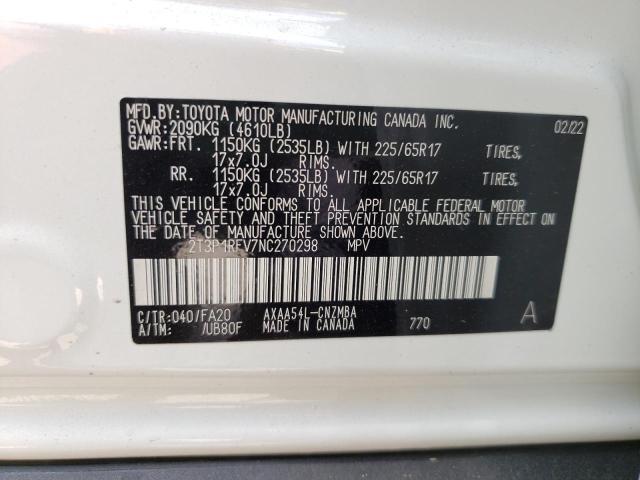 MFD.BY:TOYOTA MOTOR MANUFACTURING CANADA INC.
GVWR:2090KG (4610LB) 02/22
GAWR:FRT. 1150KG (2535LB) WITH 225/65R17 TIRES,
17x7.0J RIMS.
RR. 1150KG (2535LB) WITH 225/65R17 TIRES,
17x7.0J RIMS.
THIS VEHICLE CONFORMS TO ALL APPLICABLE FEDERAL MOTOR
VEHICLE SAFETY AND THEFT PREVENTION STANDARDS IN EFFECT ON
THE DATE OF MANUFACTURE SHOWN ABOVE.
2T3P1RFV7NC270298 MPV
C/TR:040/FA20 AXAA54L-CNZMBA A
A/TM: /UB80F MADE IN CANADA 770